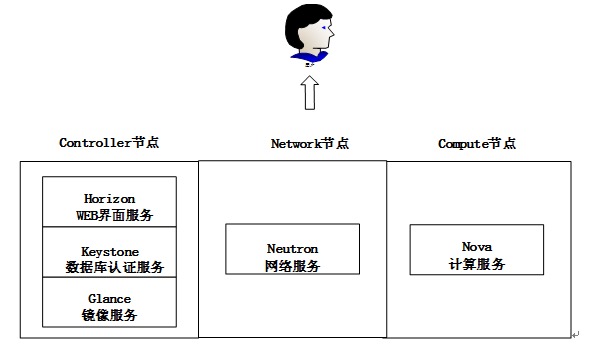 Controller节点
Network节点
Compute节点
Horizon
WEB界面服务
Keystone
数据库认证服务
Glance
镜像服务
Neutron
网络服务
Nova
计算服务